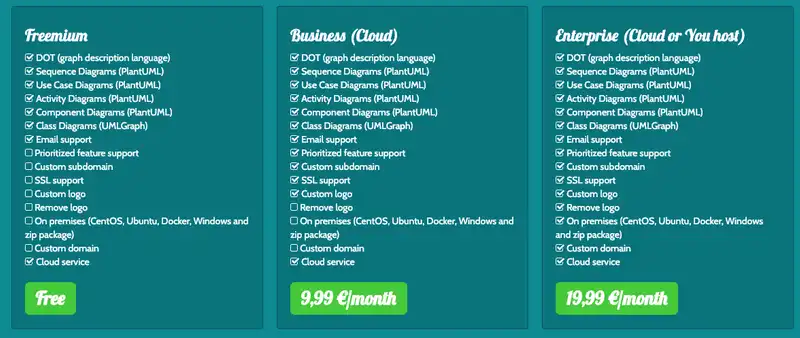 Freemium
DOT (graph description language)
Sequence Diagrams (PlantUML)
Use Case Diagrams (PlantUML)
Activity Diagrams (PlantUML)
Component Diagrams (PlantUML)
Class Diagrams (UMLGraph)
Email support
Prioritized feature support
Custom subdomain
SSL support
Custom logo
Remove logo
On premises (CentOS, Ubuntu, Docker, Windows and
zip package)
Custom domain
Cloud service
Free
Business (Cloud)
DOT (graph description language)
Sequence Diagrams (PlantUML)
Use Case Diagrams (PlantUML)
Activity Diagrams (PlantUML)
Component Diagrams (PlantUML)
Class Diagrams (UMLGraph)
Email support
Prioritized feature support
Custom subdomain
SSL support
Custom logo
Remove logo
On premises (CentOS, Ubuntu, Docker, Windows and
zip package)
Custom domain
Cloud service
9,99 €/month
Enterprise (Cloud or You host)
DOT (graph description language)
Sequence Diagrams (PlantUML)
Use Case Diagrams (PlantUML)
Activity Diagrams (PlantUML)
Component Diagrams (PlantUML)
Class Diagrams (UMLGraph)
Email support
Prioritized feature support
Custom subdomain
SSL support
Custom logo
Remove logo
On premises (CentOS, Ubuntu, Docker, Windows
and zip package)
Custom domain
Cloud service
19,99 €/month